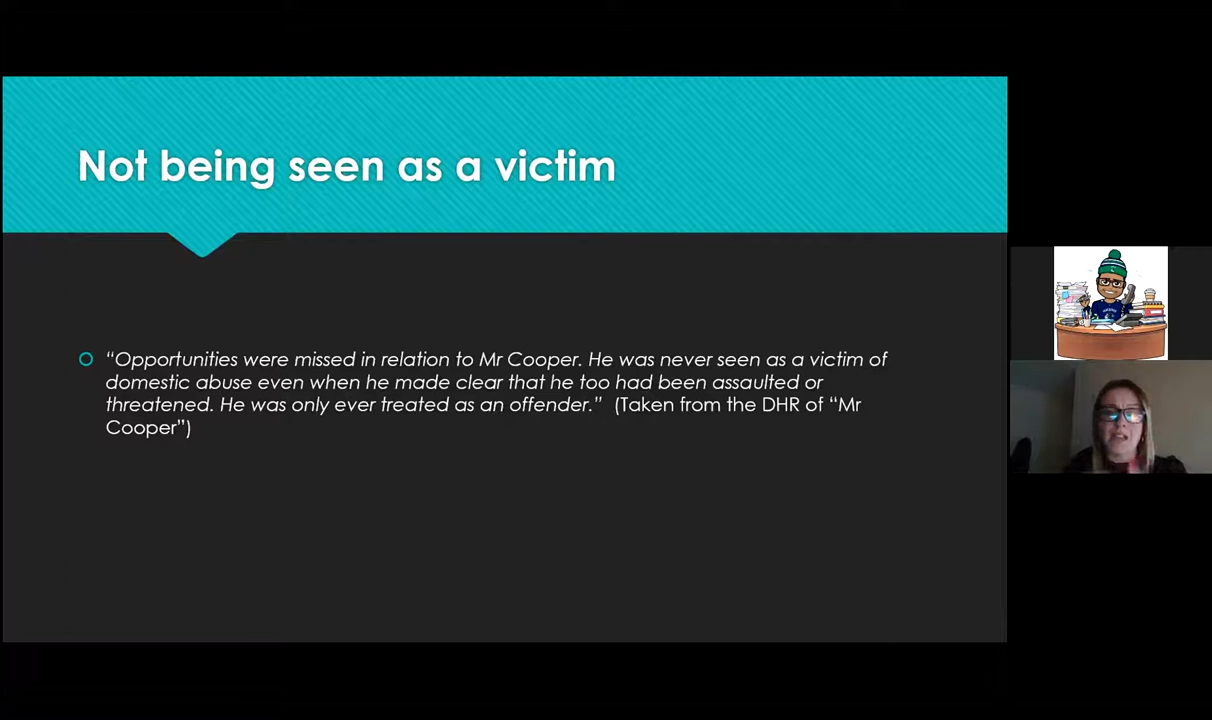 Not being seen as a victim
“Opportunities were missed in relation to Mr Cooper. He was never seen as a victim of
domestic abuse even when he made clear that he too had been assaulted or
threatened. He was only ever treated as an offender.” (Taken from the DHR of “Mr
Cooper”)